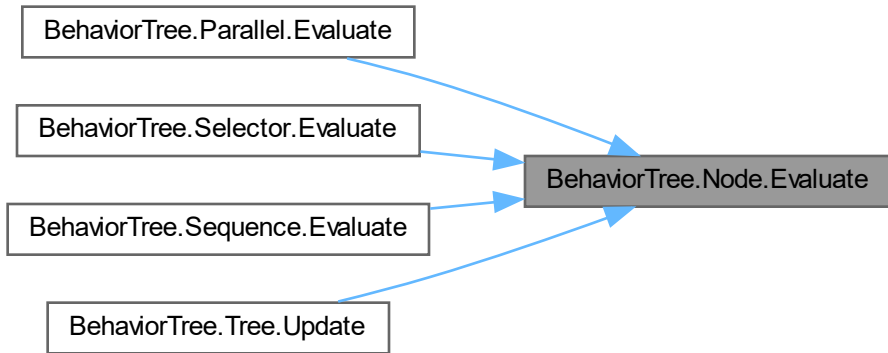 BehaviorTree.Parallel.Evaluate
BehaviorTree.Selector.Evaluate
BehaviorTree.Node.Evaluate
BehaviorTree.Sequence.Evaluate
BehaviorTree.Tree.Update